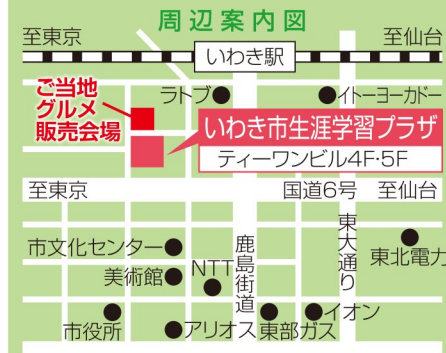 周辺案内図
至東京
至仙台
いわき駅
ご当地
グルメ
販売会場
ラトブ
イトーヨーカドー
いわき市生涯学習プラザ
ティーワンビル4F・5F
至東京
国道6号
至仙台
市文化センター
美術館
NTT
鹿島街道
東大通り
東北電力
市役所
アリオス
東部ガス
イオン